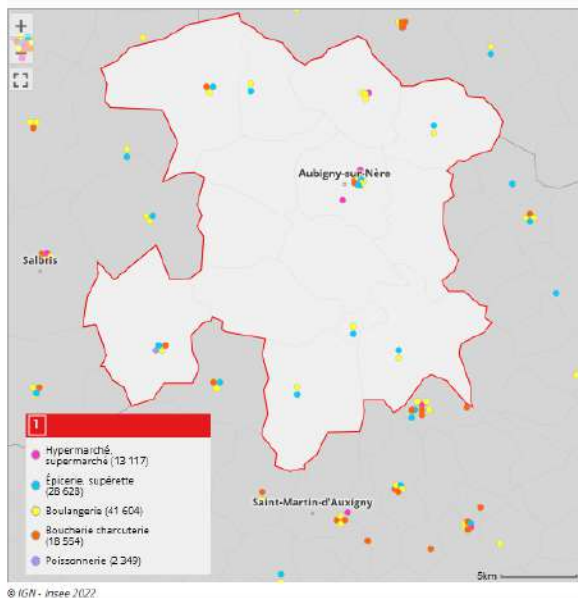 +
Aubigny-sur-Nère
Salbris
1
Hypermarché,
supermarché (13 117)
Épicerie, supérette
(28 628)
Boulangerie (41 604)
Boucherie charcuterie
(18 554)
Poissonnerie (2 349)
Saint-Martin-d'Auxigny
5km
© IGN - Insee 2022